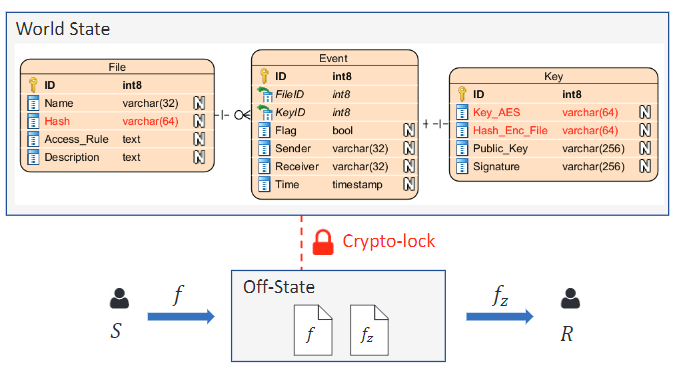 World State
File
ID int8
Name varchar(32) N
Hash varchar(64) N
Access_Rule text N
Description text N
Event
ID int8
FileID int8
KeyID int8
Flag bool N
Sender varchar(32) N
Receiver varchar(32) N
Time timestamp N
Key
ID int8
Key_AES varchar(64) N
Hash_Enc_File varchar(64) N
Public_Key varchar(256) N
Signature varchar(256) N
Crypto-lock
Off-State
f
f_z
S
f
f_z
R